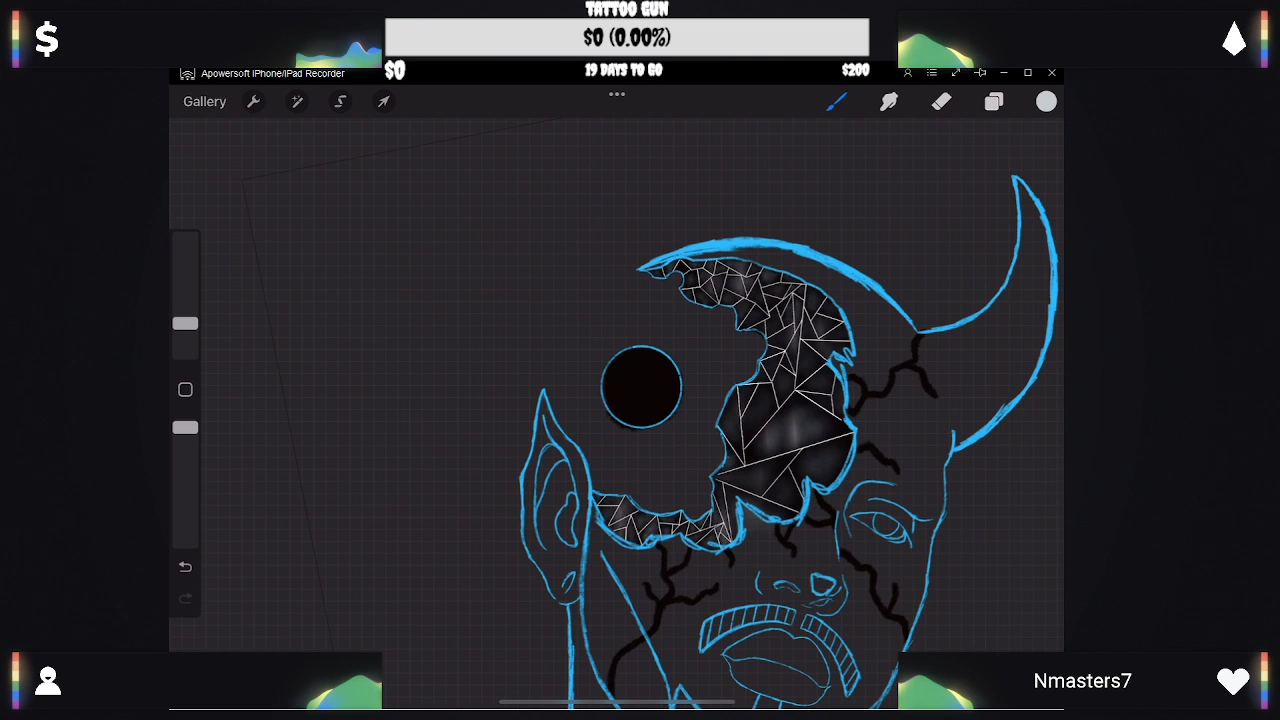 TATTOO GUN
$0 (0.00%)
$0 19 DAYS TO GO $200
Apowersoft iPhone/iPad Recorder
Gallery
Nmasters7